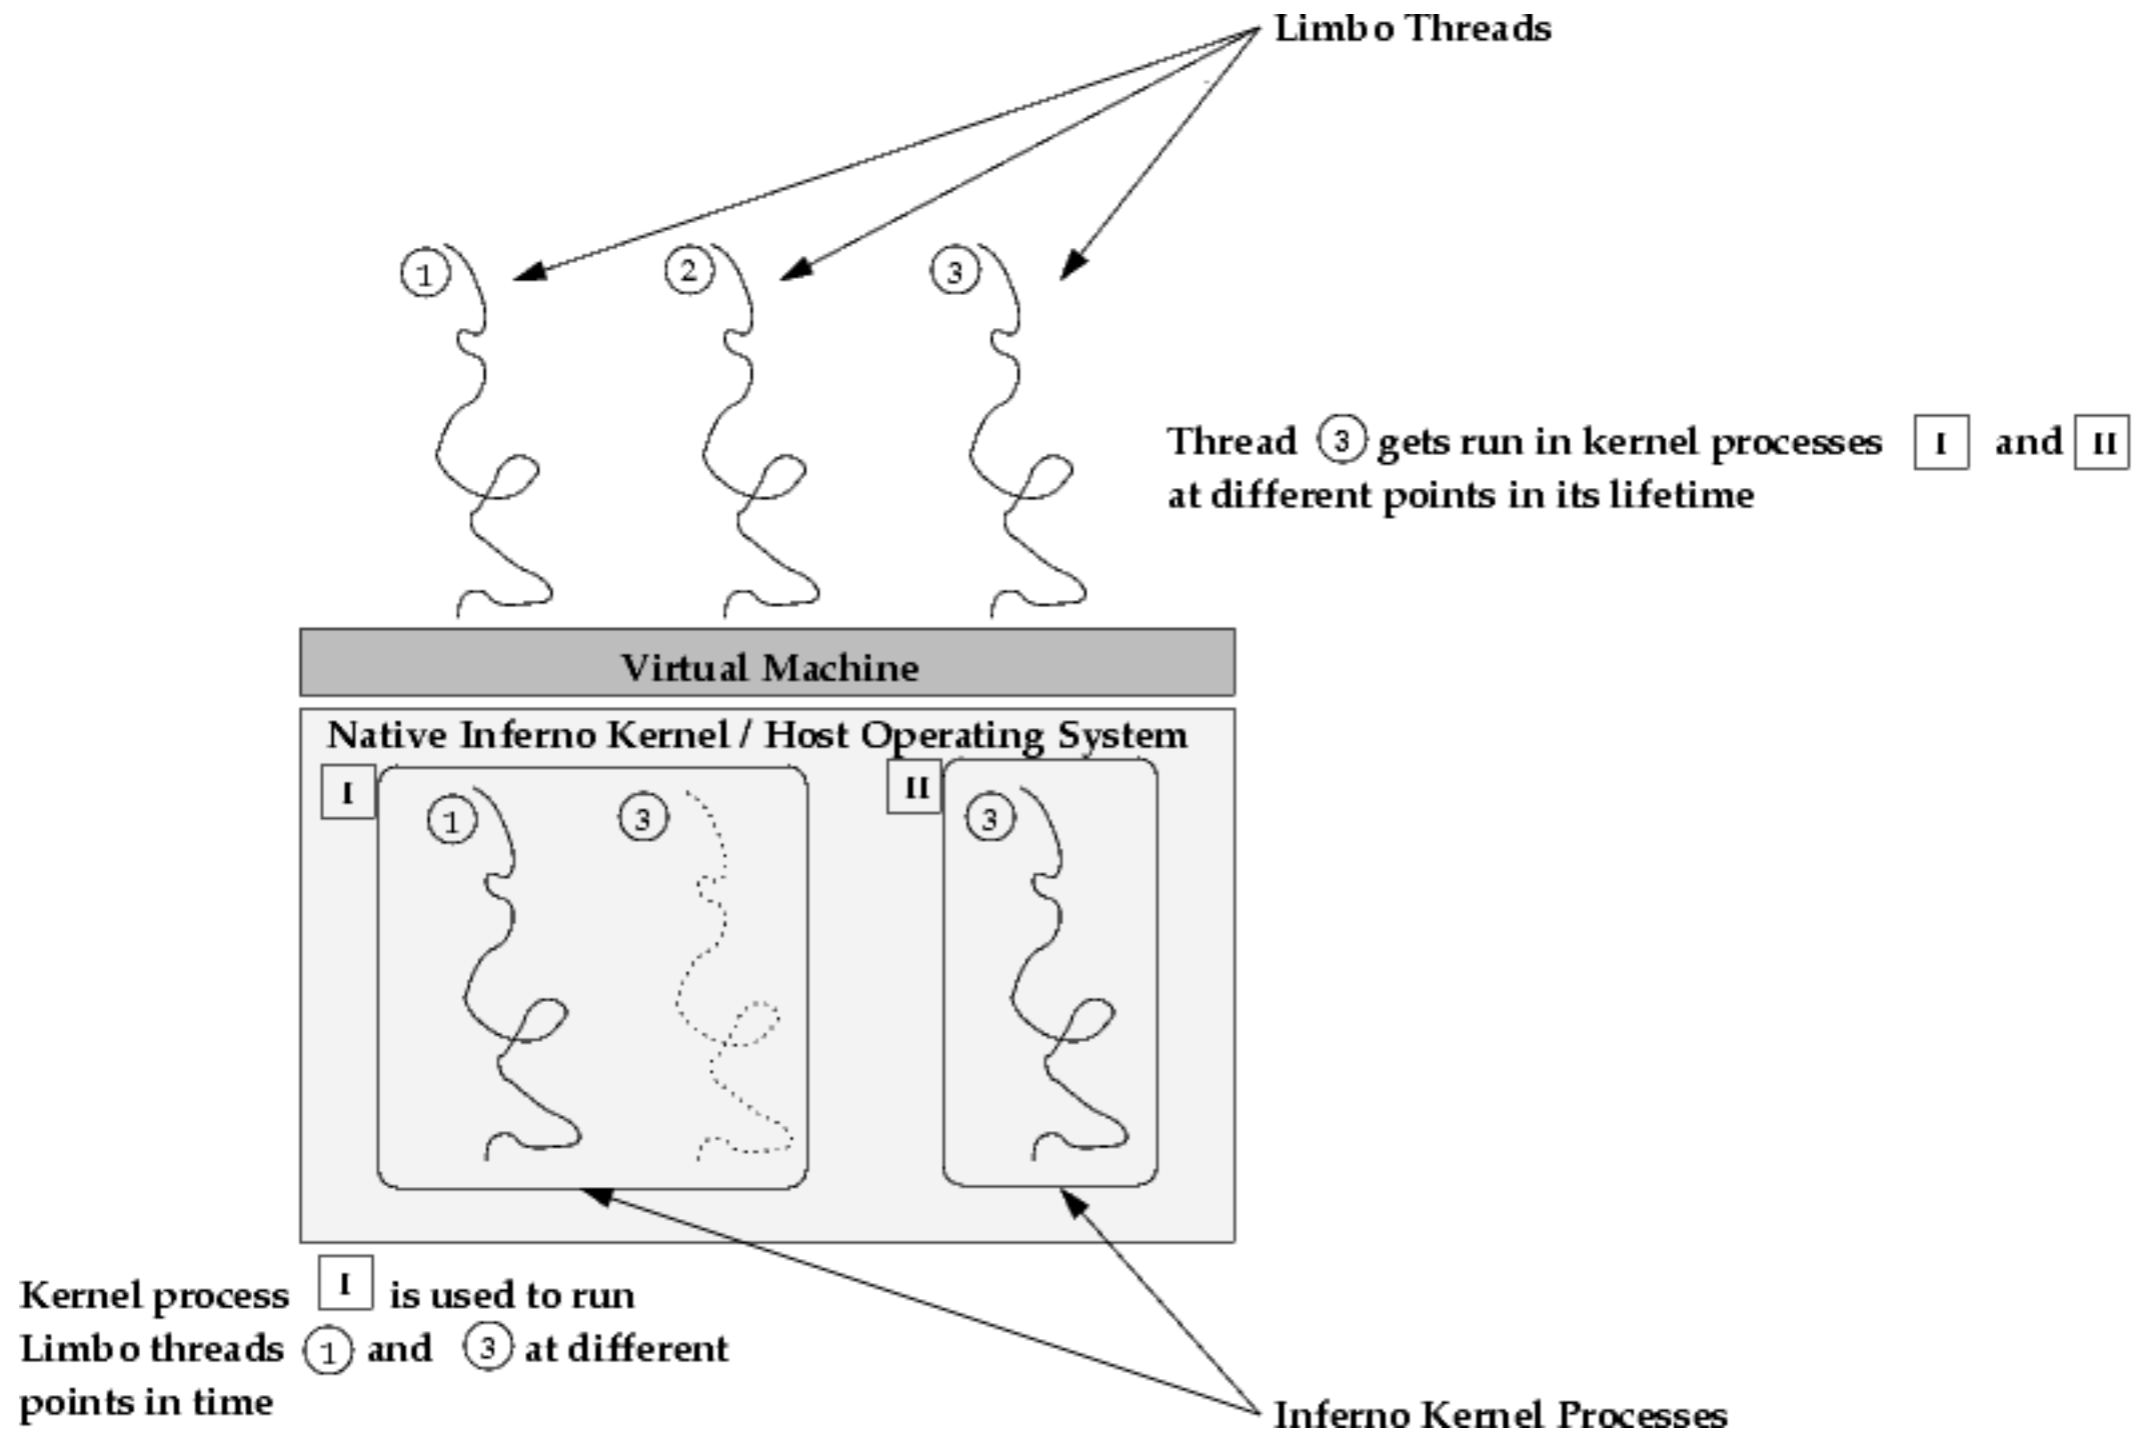 Limbo Threads
1
2
3
Thread 3 gets run in kernel processes I and II
at different points in its lifetime
Virtual Machine
Native Inferno Kernel / Host Operating System
I
1
3
II
3
Kernel process I is used to run
Limbo threads 1 and 3 at different
points in time
Inferno Kernel Processes